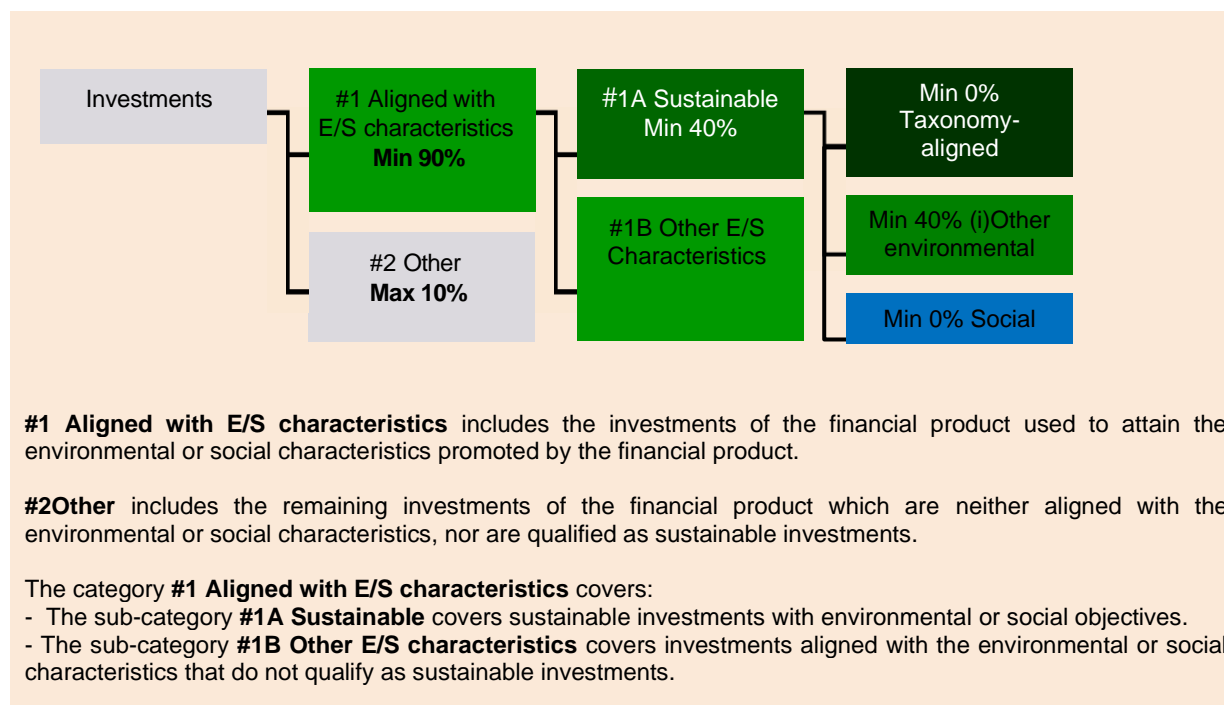 Investments
#1 Aligned with
E/S characteristics
Min 90%
#2 Other
Max 10%
#1A Sustainable
Min 40%
#1B Other E/S
Characteristics
Min 0%
Taxonomy-
aligned
Min 40% (i)Other
environmental
Min 0% Social
#1 Aligned with E/S characteristics includes the investments of the financial product used to attain the
environmental or social characteristics promoted by the financial product.
#2Other includes the remaining investments of the financial product which are neither aligned with the
environmental or social characteristics, nor are qualified as sustainable investments.
The category #1 Aligned with E/S characteristics covers:
- The sub-category #1A Sustainable covers sustainable investments with environmental or social objectives.
- The sub-category #1B Other E/S characteristics covers investments aligned with the environmental or social
characteristics that do not qualify as sustainable investments.